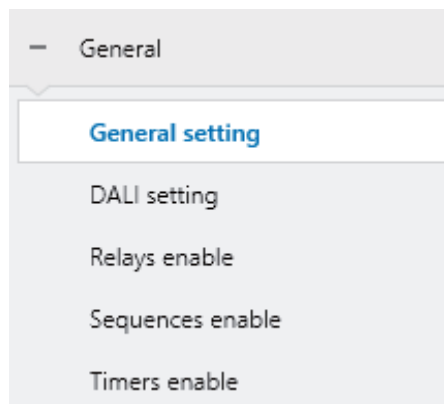 General
General setting
DALI setting
Relays enable
Sequences enable
Timers enable